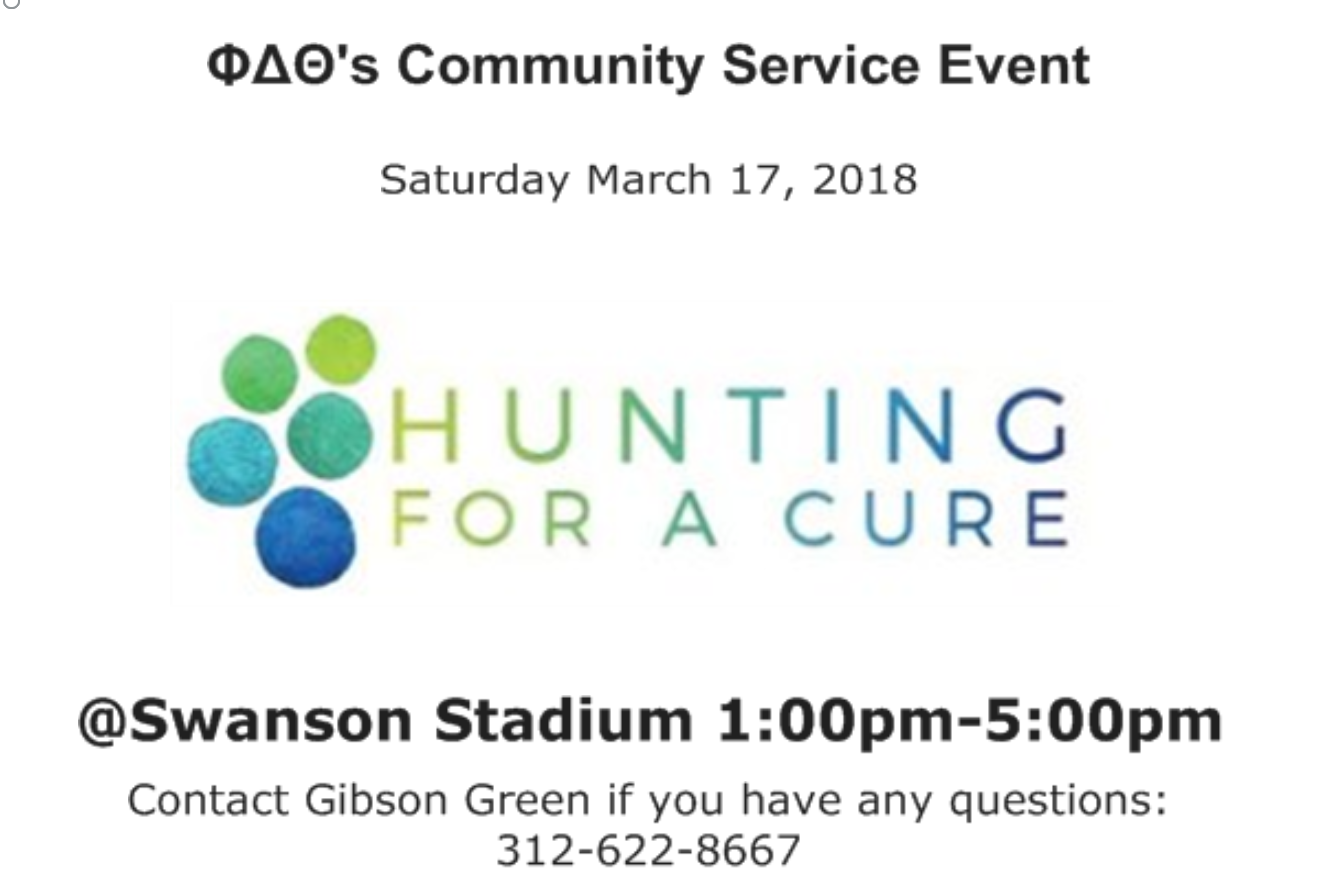 ΦΔΘ's Community Service Event
Saturday March 17, 2018
HUNTING
FOR A CURE
@Swanson Stadium 1:00pm-5:00pm
Contact Gibson Green if you have any questions:
312-622-8667